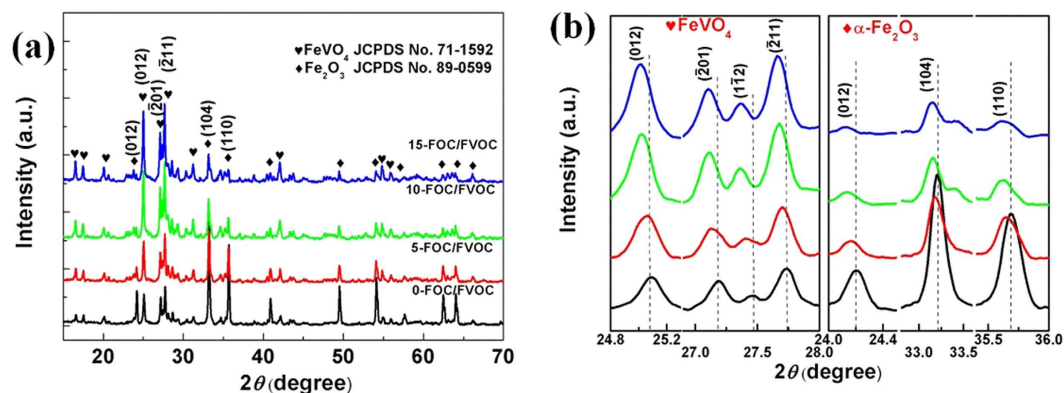 (a)
Intensity (a.u.)
♥ FeVO₄ JCPDS No. 71-1592
♦ Fe₂O₃ JCPDS No. 89-0599
(012)
(012)
(2̄01)
(2̄11)
(104)
(110)
15-FOC/FVOC
10-FOC/FVOC
5-FOC/FVOC
0-FOC/FVOC
20 30 40 50 60 70
2θ (degree)
(b)
Intensity (a.u.)
♥ FeVO₄
♦ α-Fe₂O₃
(012)
(2̄01)
(11̄2)
(2̄11)
(012)
(104)
(110)
24.8 25.2 27.0 27.5 28.0 24.0 24.4 33.0 33.5 35.5 36.0
2θ (degree)